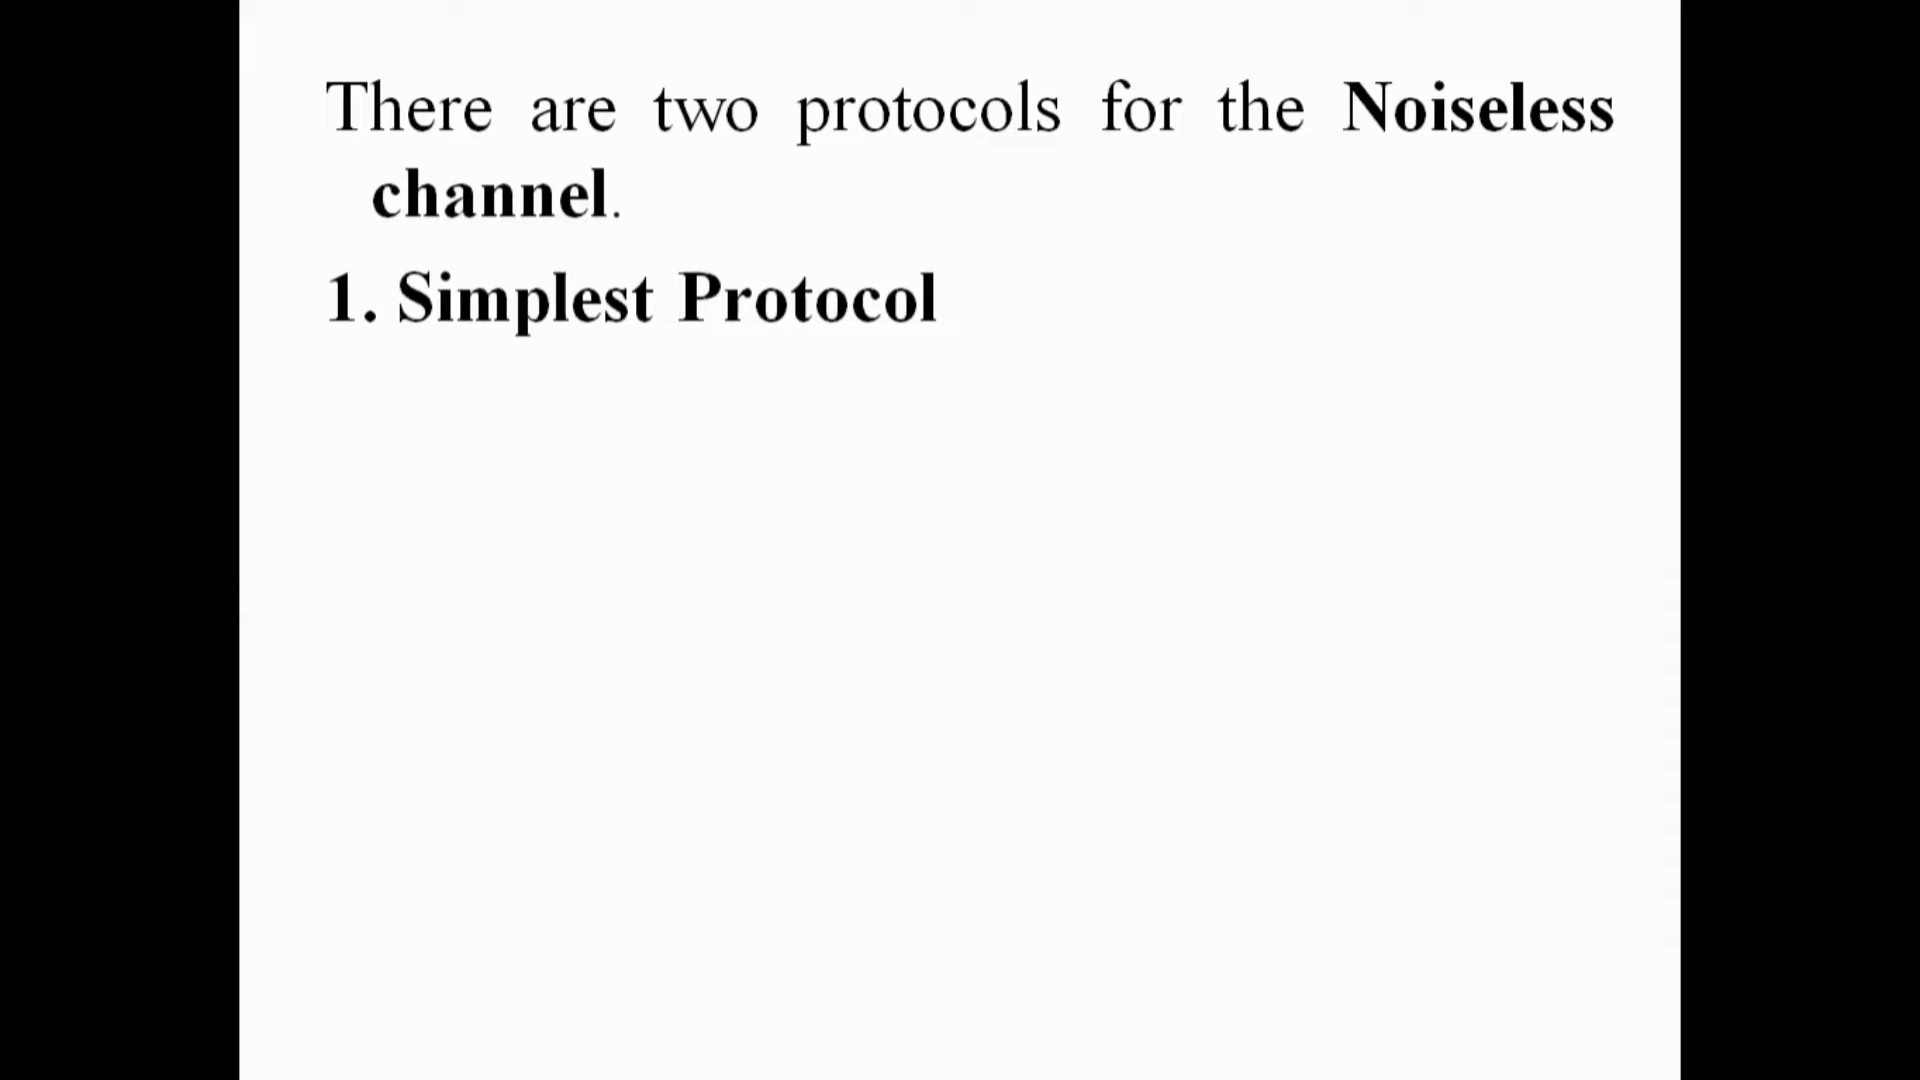 There are two protocols for the Noiseless
channel.
1. Simplest Protocol